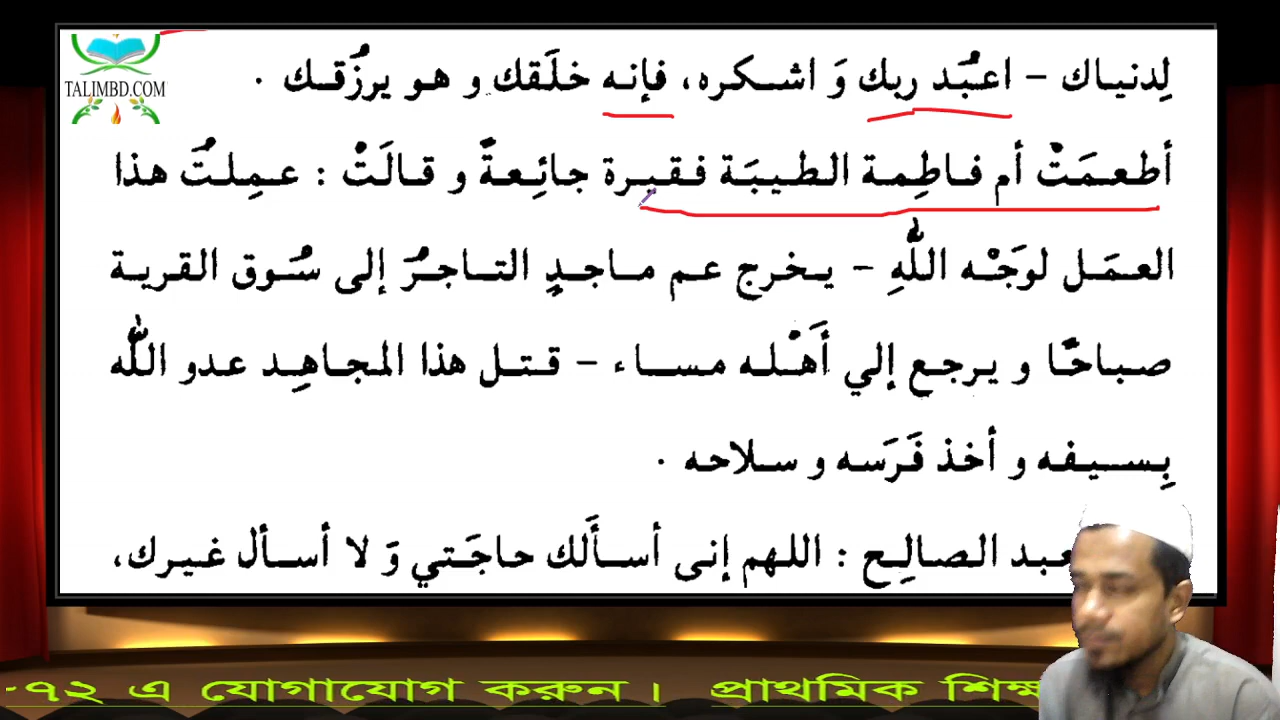 TALIMBD.COM
لِدنياك – اعبُد ربك وَ اشكره، فإنه خلَقك و هو يرزُقك .
أطعمَتْ أم فاطِمة الطيبَة فقيرة جائِعةً و قالَتْ : عمِلتُ هذا
العمَل لوَجْه اللّٰهِ – يخرج عم ماجدٍ التاجرُ إلى سُوق القرية
صباحًا و يرجع إلي أَهْله مساء – قتل هذا المجاهِد عدو اللّٰه
بِسيفه و أخذ فَرَسه و سلاحه .
عبد الصالِح : اللهم إنى أسأَلك حاجَتي وَ لا أسأل غيرك،
-৭২ এ যোগাযোগ করুন । প্রাথমিক